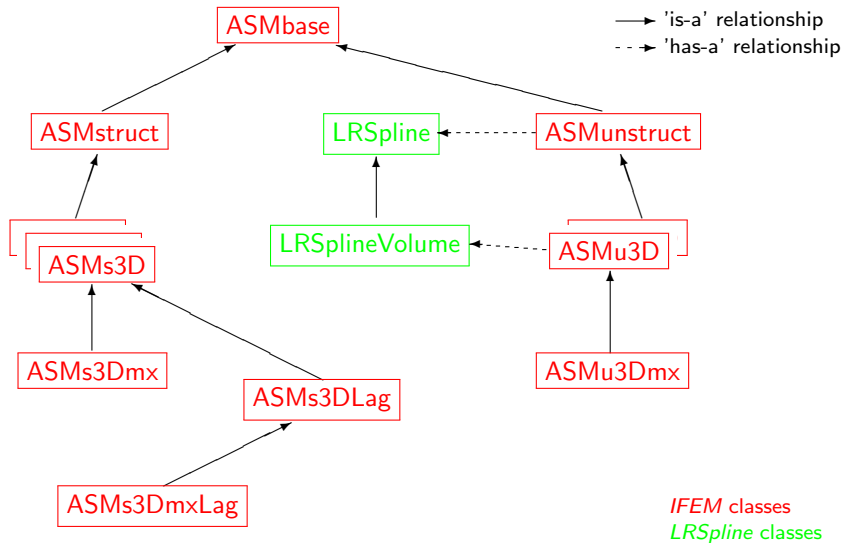 ASMbase
'is-a' relationship
'has-a' relationship
ASMstruct
LRSpline
ASMunstruct
LRSplineVolume
ASMs3D
ASMu3D
ASMs3Dmx
ASMu3Dmx
ASMs3DLag
ASMs3DmxLag
IFEM classes
LRSpline classes